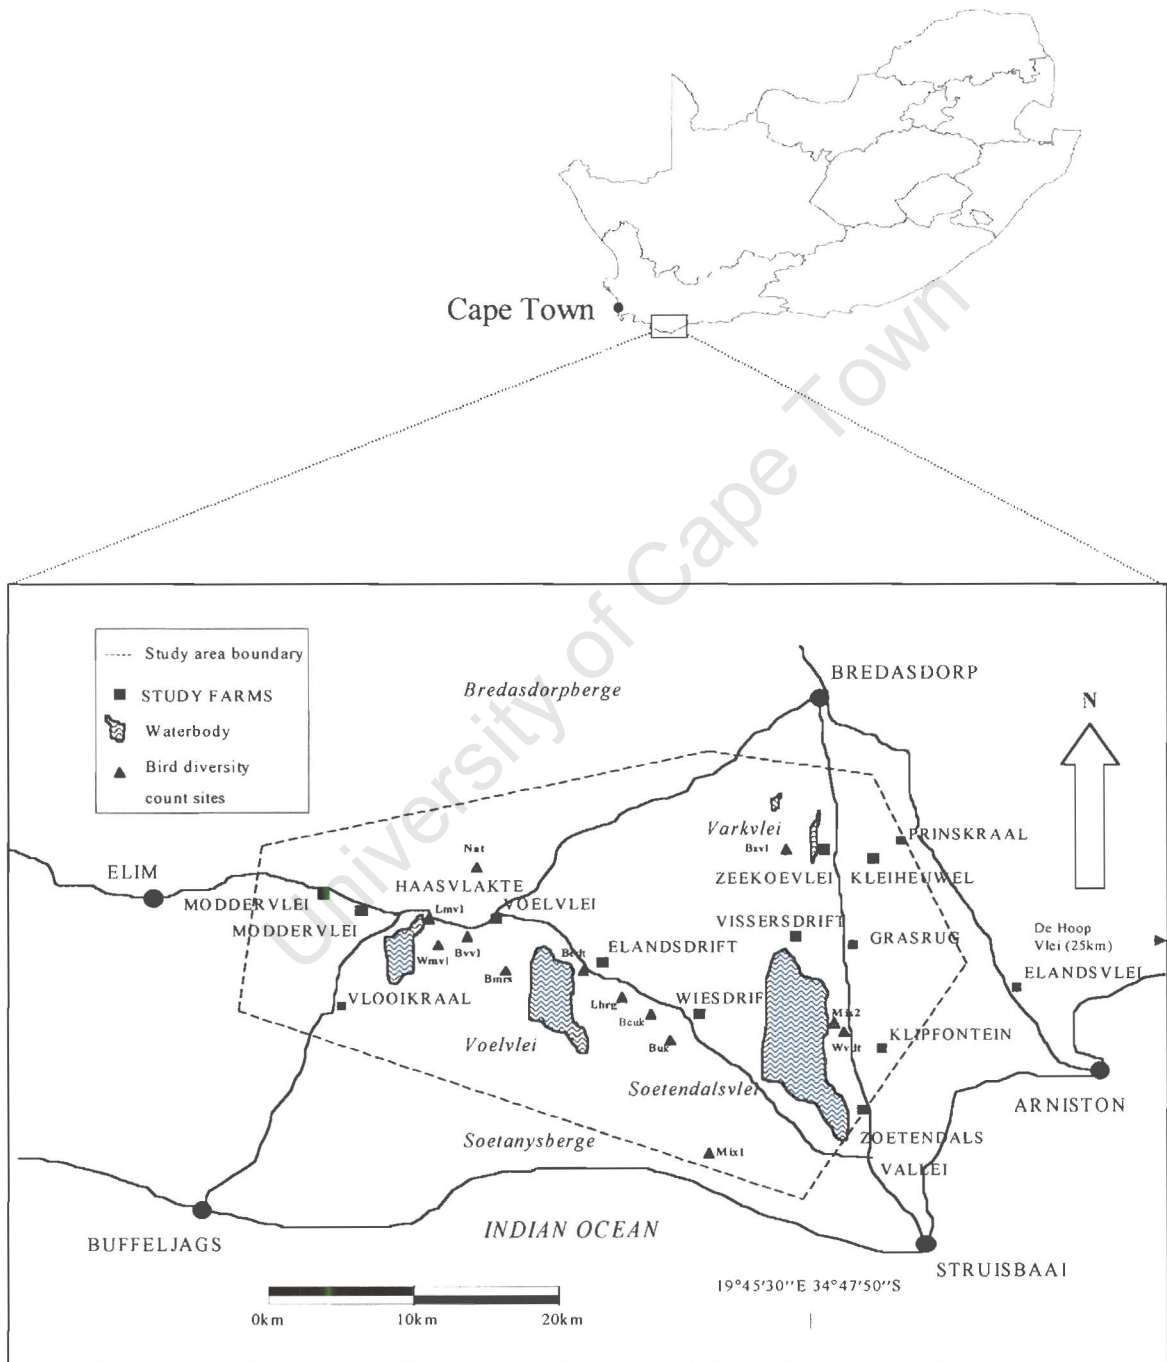 Cape Town
University of Cape Town
Study area boundary
STUDY FARMS
Waterbody
Bird diversity
count sites
Bredasdorpberge
BREDASDORP
N
Varkvlei
Bzvl
PRINSKRAAL
ZEEKOEVLEI
KLEIHEUWEL
ELIM
Nat
HAASVLAKTE
MODDERVLEI
MODDERVLEI
Lmvl
VOELVLEI
VISSERSDRIFT
GRASRUG
De Hoop
Vlei (25km)
Wmvl
Bvvl
Bmrs
ELANDSDRIFT
ELANDSVLEI
VLOOIKRAAL
Lhrg
Bcuk
WIESDRIF
Mix2
Wvdt
KLIPFONTEIN
Voelvlei
Buk
Soetendalsvlei
ARNISTON
Soetanysberge
Mix1
ZOETENDALS
VALLEI
BUFFELJAGS
INDIAN OCEAN
STRUISBAAI
19°45'30''E 34°47'50''S
0km
10km
20km